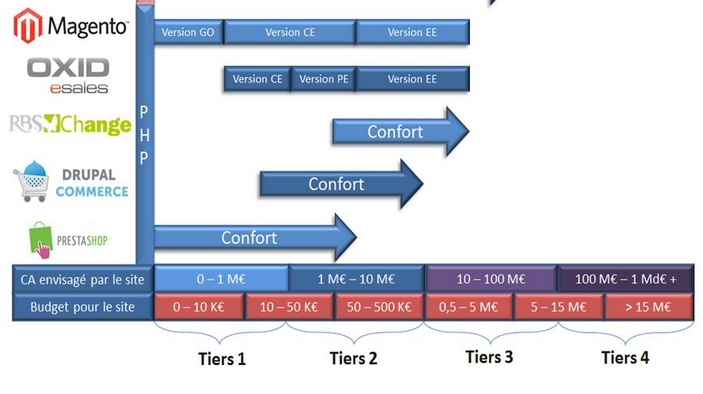 Magento™
Version GO Version CE Version EE
OXID
esales
Version CE Version PE Version EE
RBS Change
Confort
PHP
DRUPAL
COMMERCE
Confort
PRESTASHOP
Confort
CA envisagé par le site 0 – 1 M€ 1 M€ – 10 M€ 10 – 100 M€ 100 M€ – 1 Md€ +
Budget pour le site 0 – 10 K€ 10 – 50 K€ 50 – 500 K€ 0,5 – 5 M€ 5 – 15 M€ > 15 M€
Tiers 1 Tiers 2 Tiers 3 Tiers 4